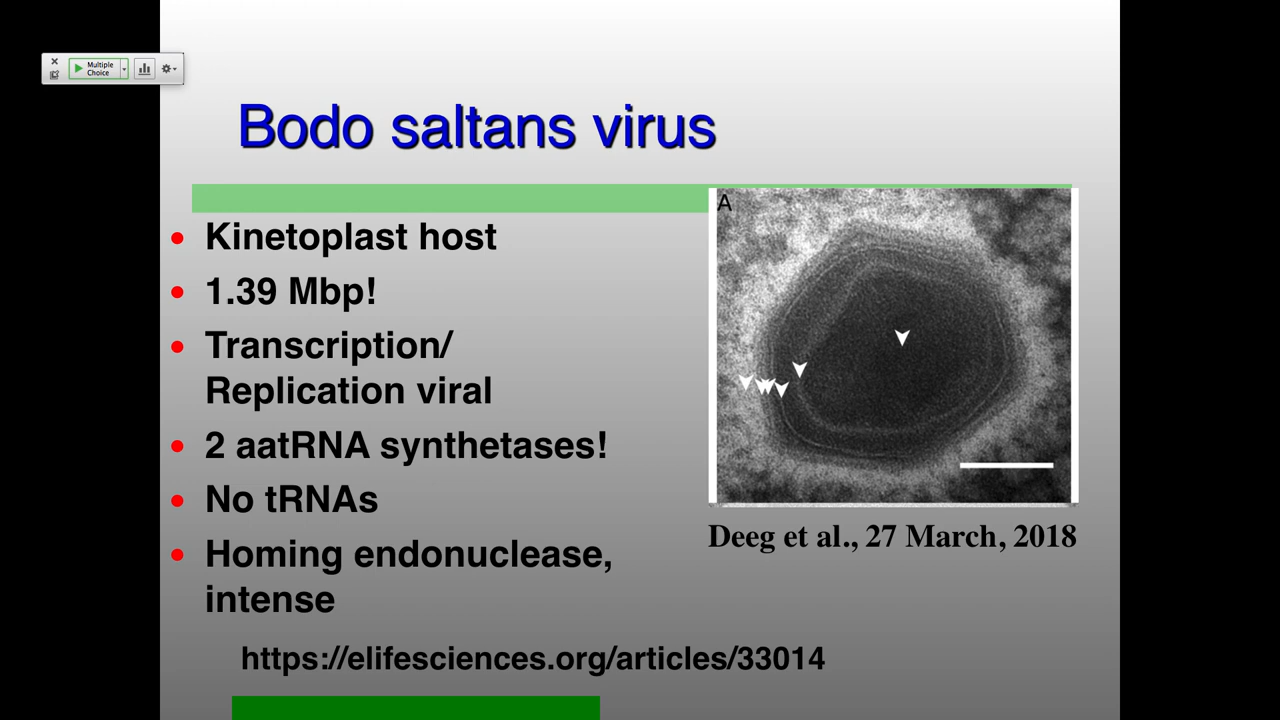 Multiple
Choice
Bodo saltans virus
A
Kinetoplast host
1.39 Mbp!
Transcription/
Replication viral
2 aatRNA synthetases!
No tRNAs
Homing endonuclease,
intense
Deeg et al., 27 March, 2018
https://elifesciences.org/articles/33014